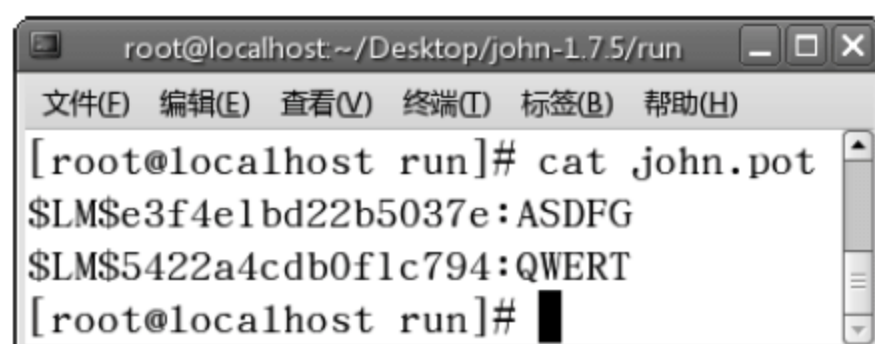 root@localhost:~/Desktop/john-1.7.5/run
文件(F) 编辑(E) 查看(V) 终端(T) 标签(B) 帮助(H)
[root@localhost run]# cat john.pot
$LM$e3f4e1bd22b5037e:ASDFG
$LM$5422a4cdb0f1c794:QWERT
[root@localhost run]#